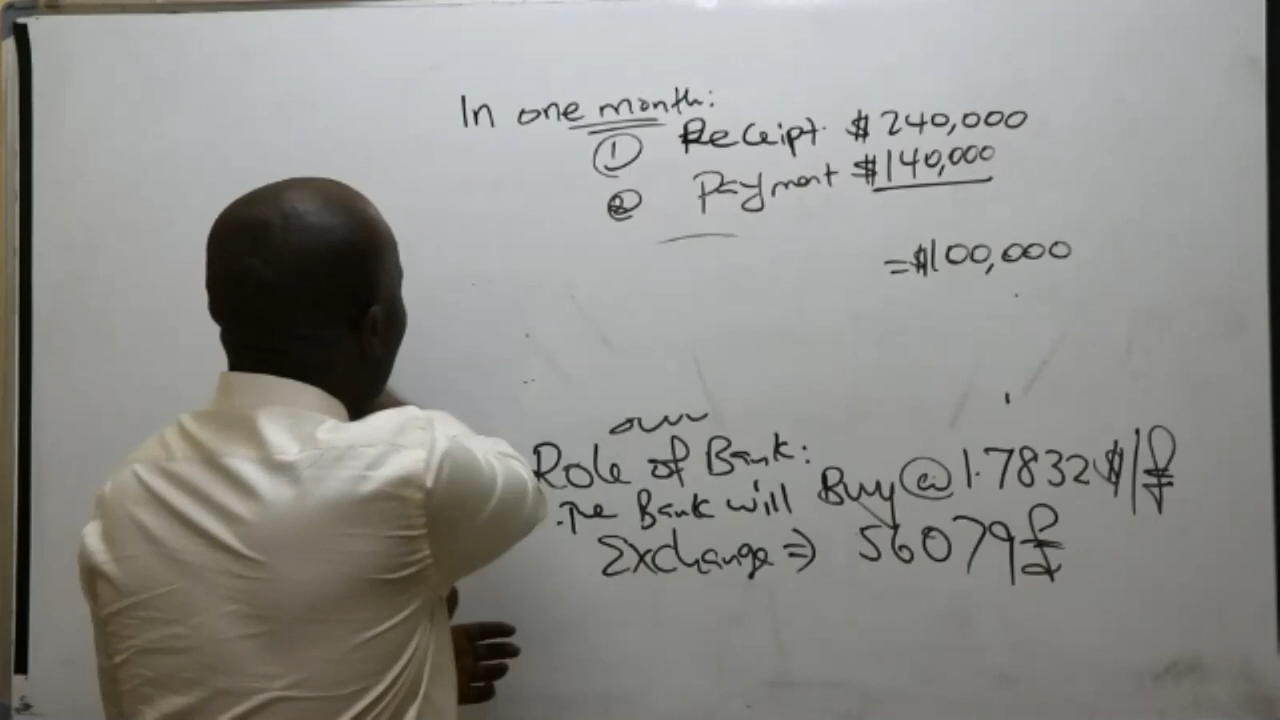 In one month:
① Receipt $240,000
② Payment $140,000
=$100,000
Role of Bank:
The Bank will Buy@1.7832$/£
Exchange=> 56079£